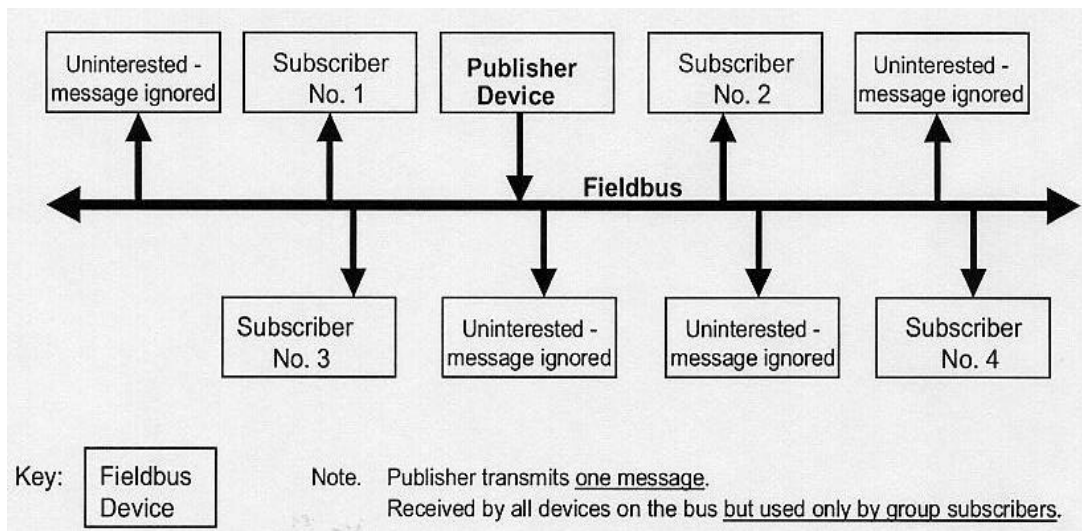 Uninterested -
message ignored
Subscriber
No. 1
Publisher
Device
Subscriber
No. 2
Uninterested -
message ignored
Fieldbus
Subscriber
No. 3
Uninterested -
message ignored
Uninterested -
message ignored
Subscriber
No. 4
Key:
Fieldbus
Device
Note. Publisher transmits one message.
Received by all devices on the bus but used only by group subscribers.